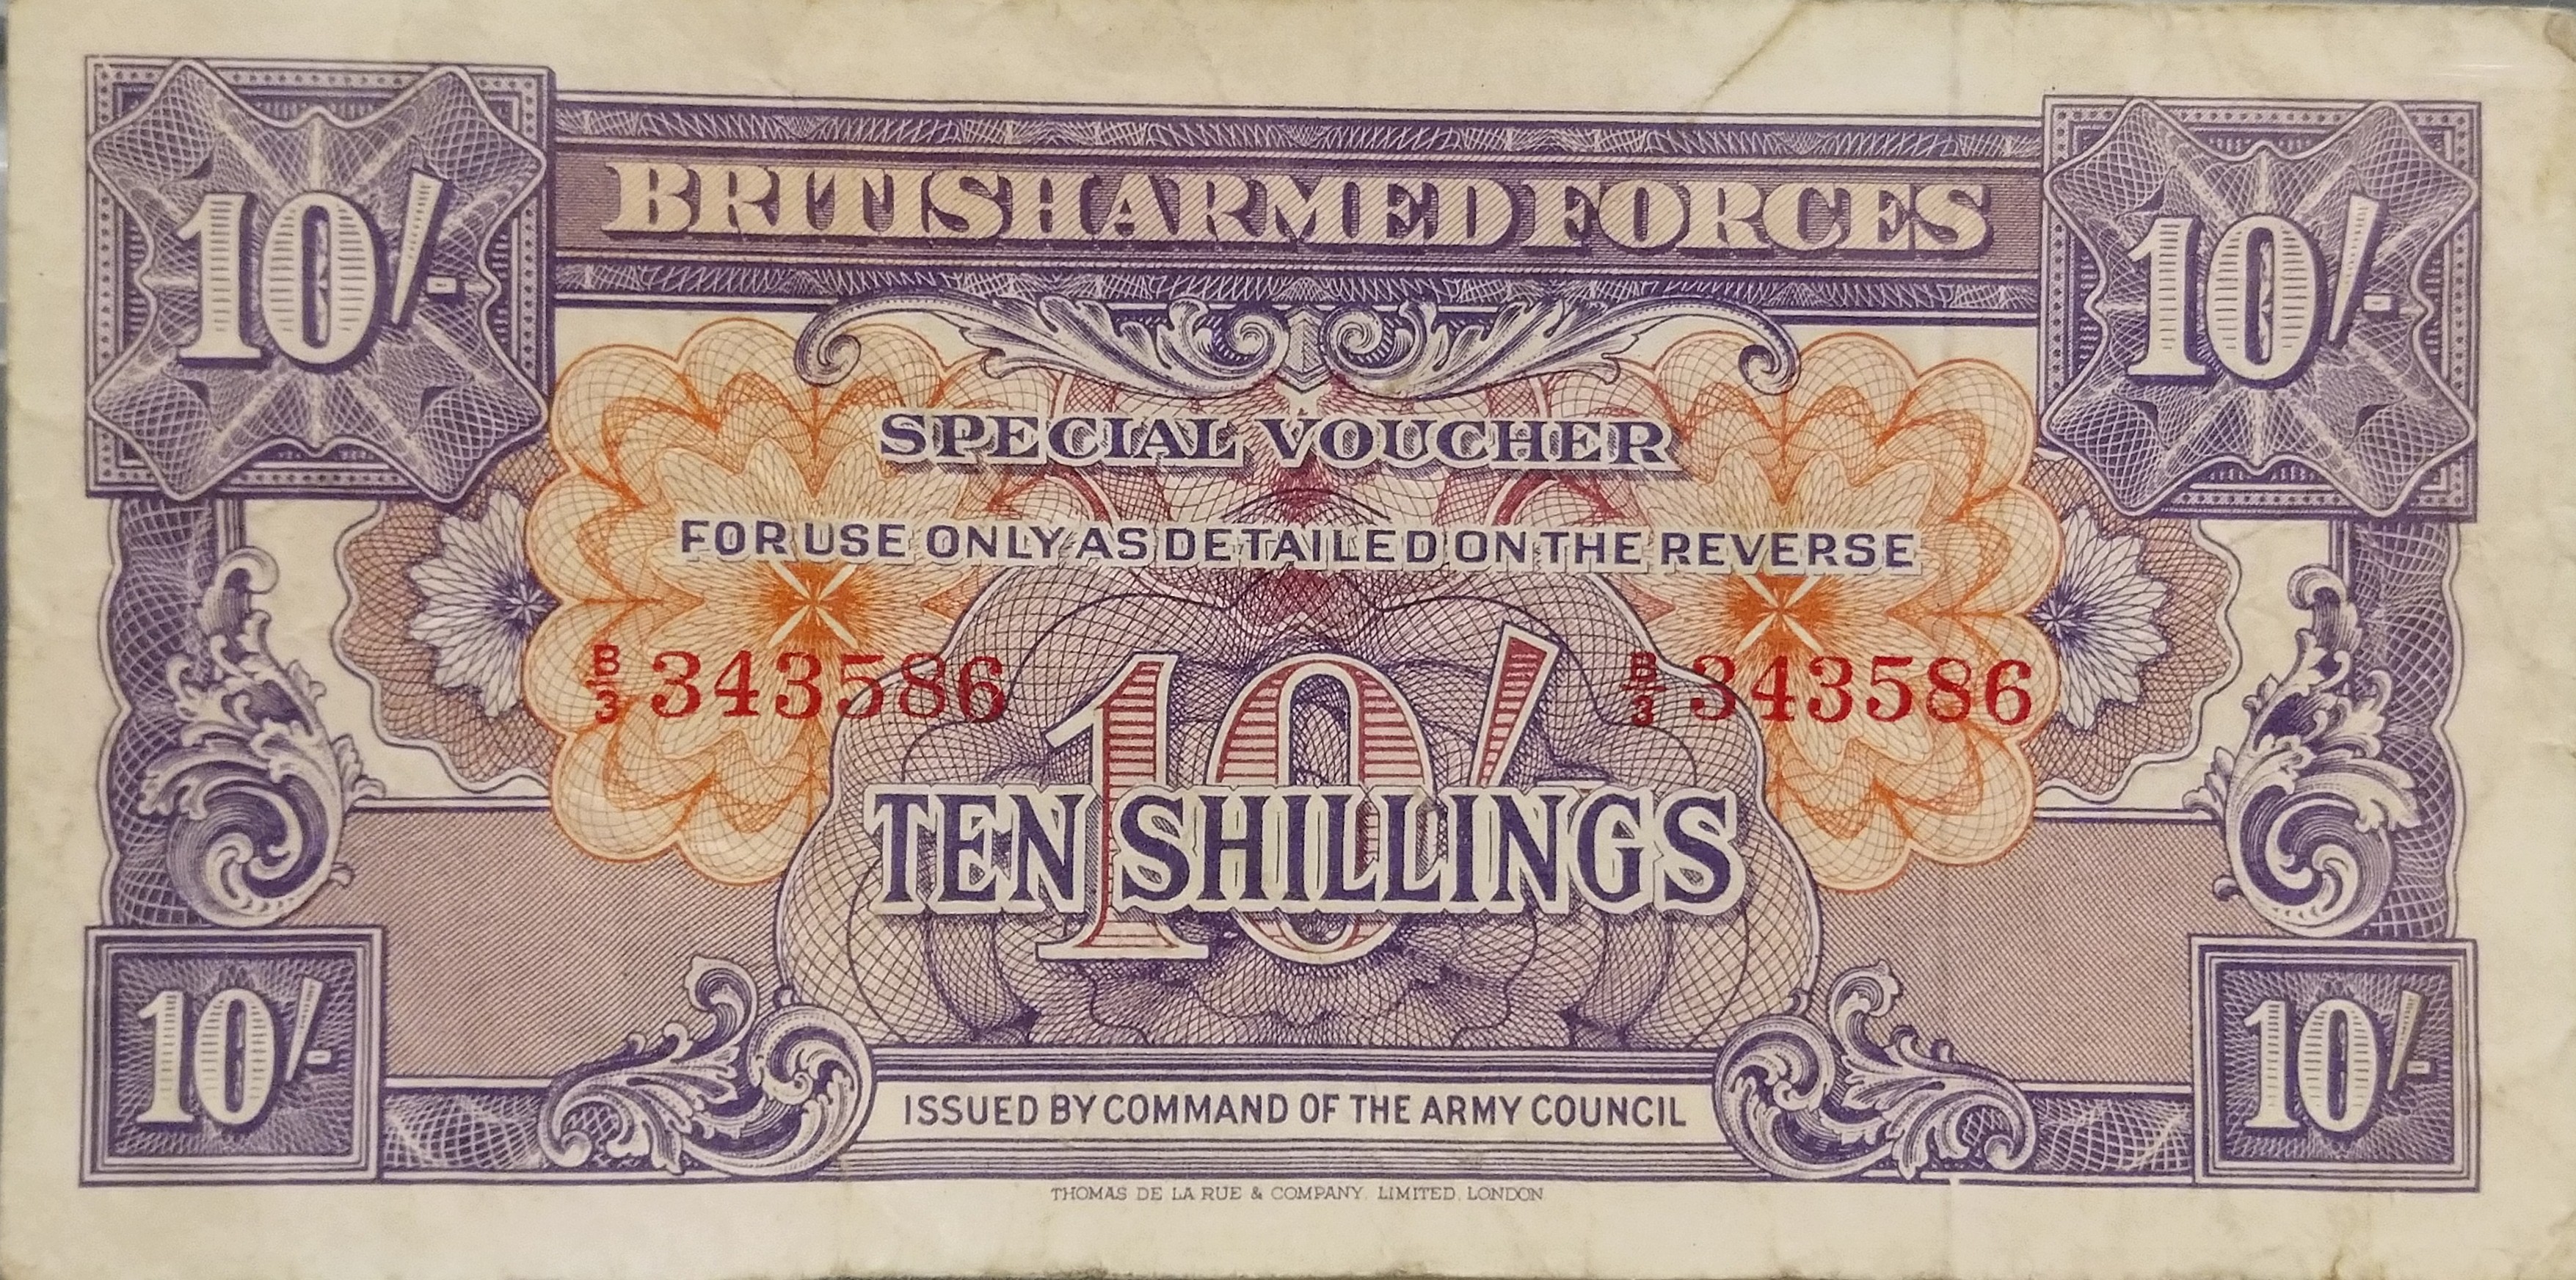 10/- BRITISH ARMED FORCES 10/-
SPECIAL VOUCHER
FOR USE ONLY AS DETAILED ON THE REVERSE
B/3 343586 B/3 343586
10/
TEN SHILLINGS
10/- 10/-
ISSUED BY COMMAND OF THE ARMY COUNCIL
THOMAS DE LA RUE & COMPANY, LIMITED, LONDON